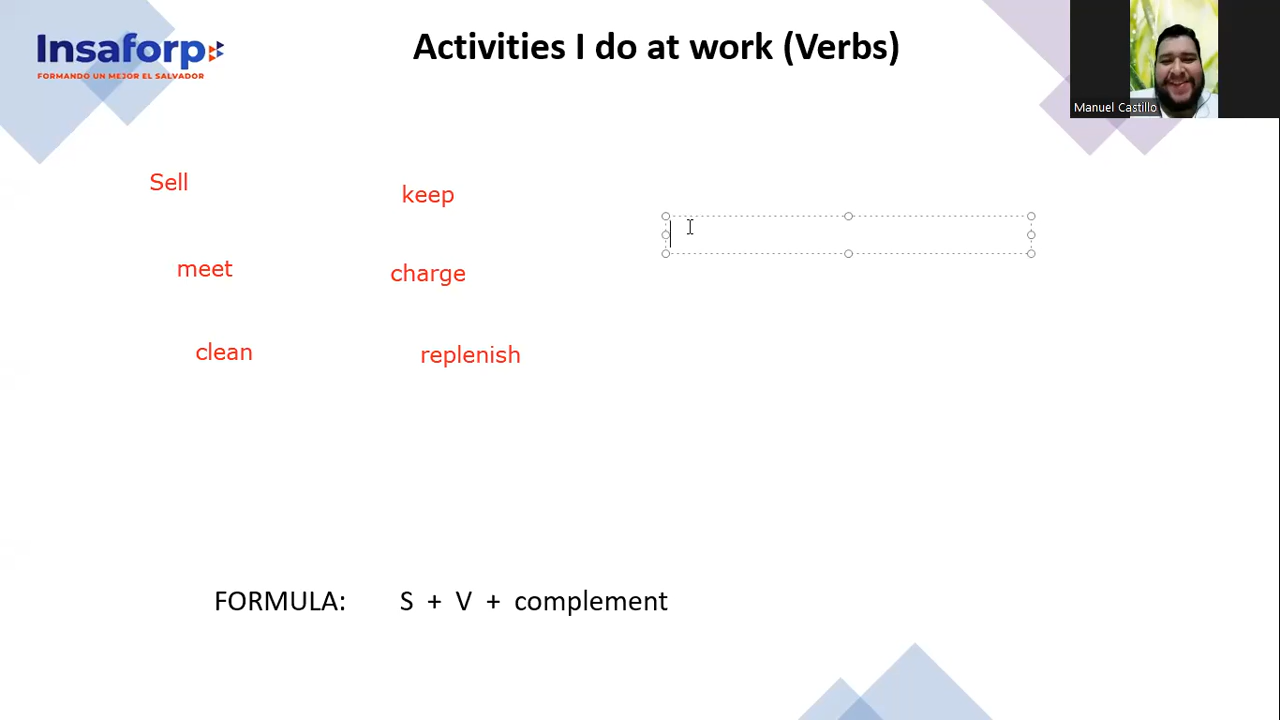 Insaforp
FORMANDO UN MEJOR EL SALVADOR
Activities I do at work (Verbs)
Manuel Castillo
Sell
keep
meet
charge
clean
replenish
FORMULA: S + V + complement